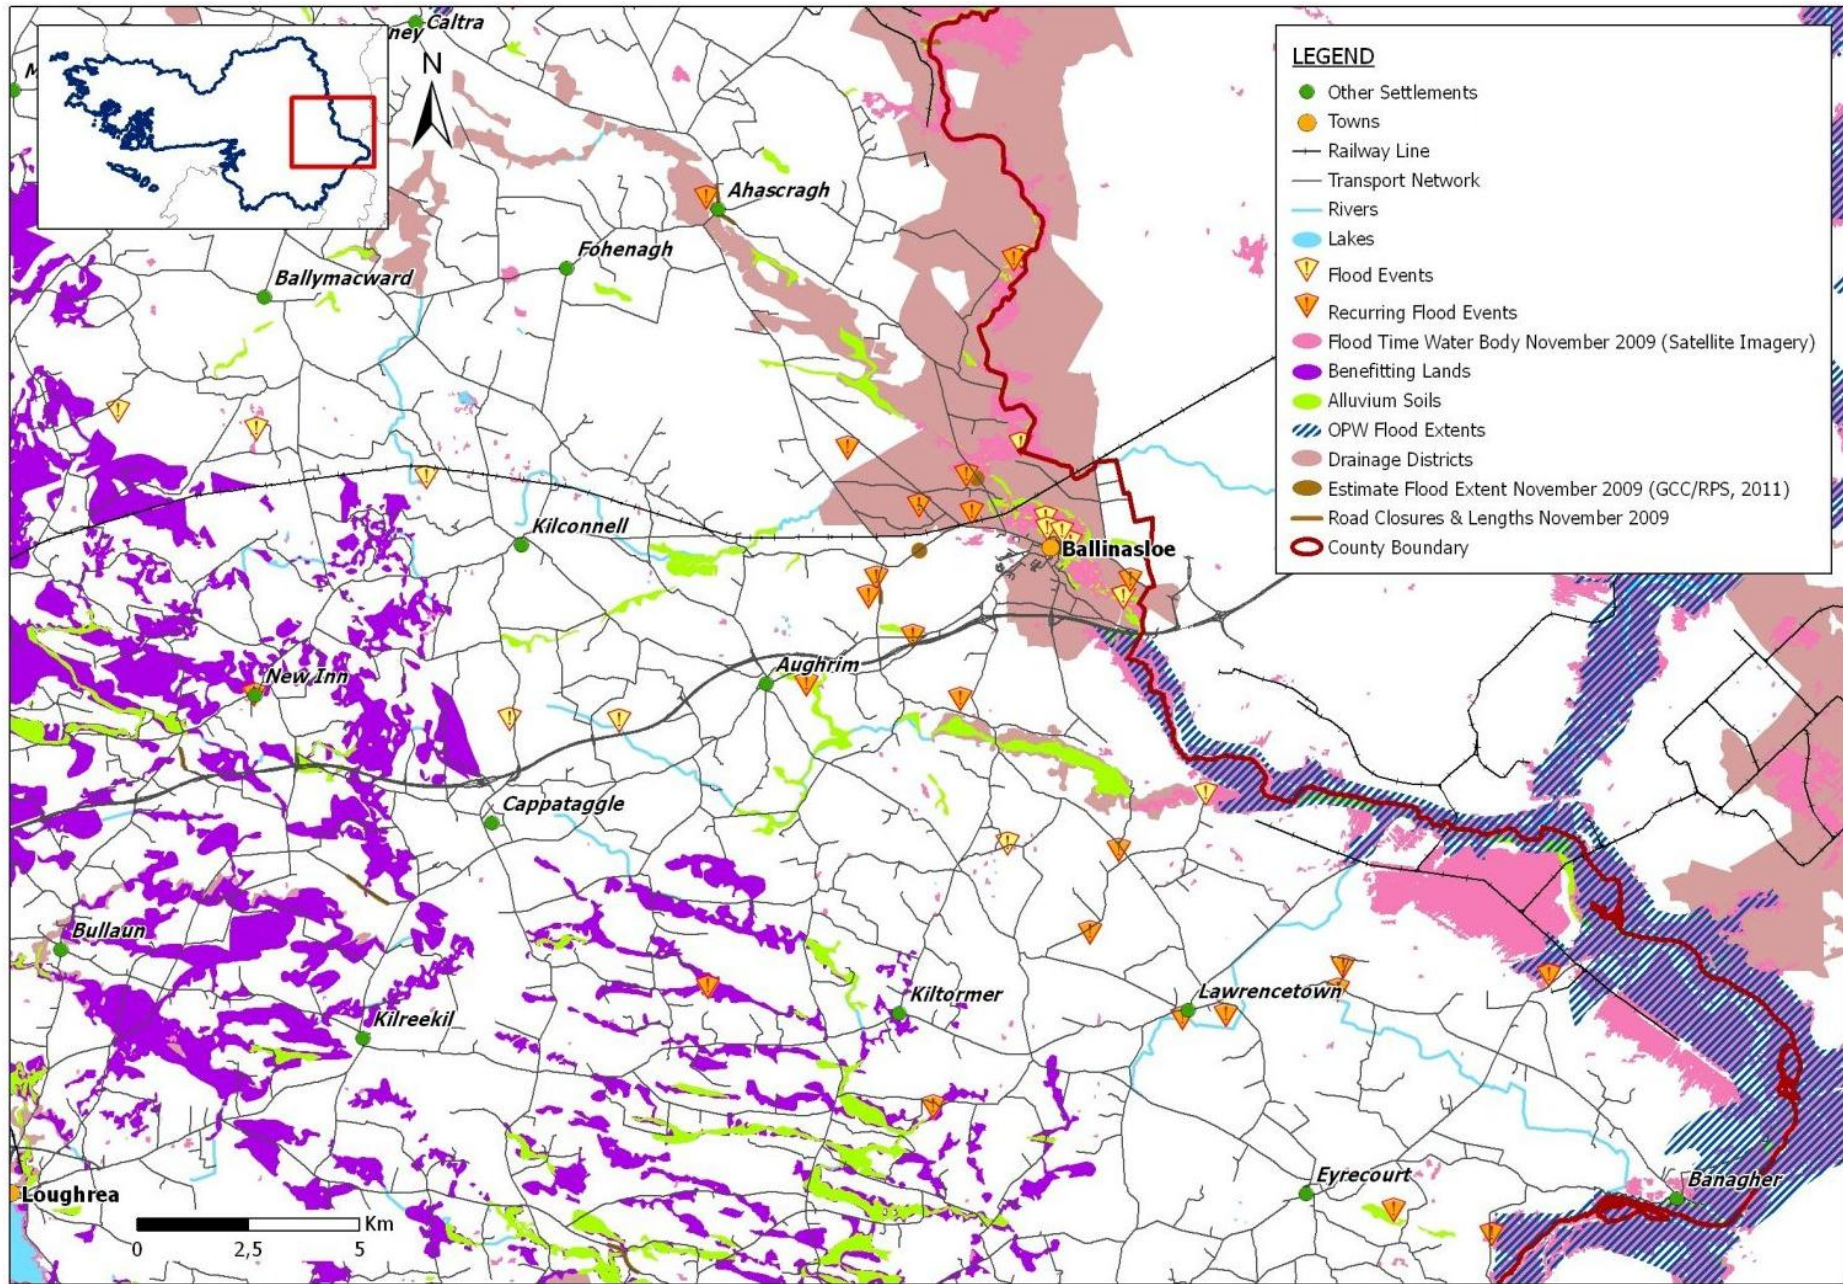 ney
Caltra
M
N
Ahascragh
Fohenagh
Ballymacward
Kilconnell
Ballinasloe
New Inn
Aughrim
Cappataggle
Bullaun
Kilreekil
Kiltormer
Lawrencetown
Eyrecourt
Banagher
Loughrea
Km
0 2,5 5
LEGEND
Other Settlements
Towns
Railway Line
Transport Network
Rivers
Lakes
Flood Events
Recurring Flood Events
Flood Time Water Body November 2009 (Satellite Imagery)
Benefitting Lands
Alluvium Soils
OPW Flood Extents
Drainage Districts
Estimate Flood Extent November 2009 (GCC/RPS, 2011)
Road Closures & Lengths November 2009
County Boundary